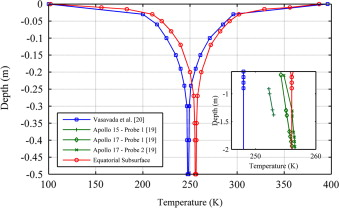 0
-0.05
-0.1
-0.15
-0.2
-0.25
-0.3
-0.35
-0.4
-0.45
-0.5
Depth (m)
100 150 200 250 300 350 400
Temperature (K)
Vasavada et al. [20]
Apollo 15 - Probe 1 [19]
Apollo 17 - Probe 1 [19]
Apollo 17 - Probe 2 [19]
Equatorial Subsurface
Depth (m)
-1
-1.5
-2
250 260
Temperature (K)